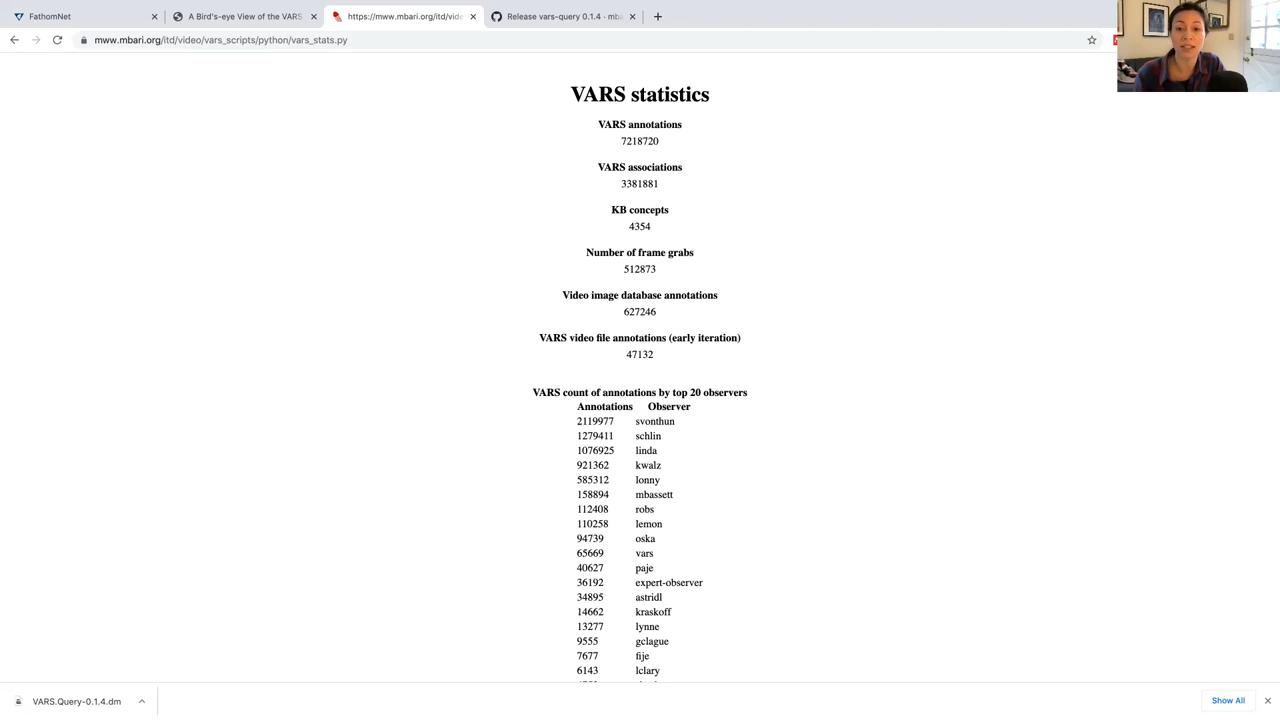 FathomNet
A Bird's-eye View of the VARS
https://mww.mbari.org/itd/vide
Release vars-query 0.1.4 · mba
mww.mbari.org/itd/video/vars_scripts/python/vars_stats.py
VARS statistics
VARS annotations
7218720
VARS associations
3381881
KB concepts
4354
Number of frame grabs
512873
Video image database annotations
627246
VARS video file annotations (early iteration)
47132
VARS count of annotations by top 20 observers
Annotations Observer
2119977 svonthun
1279411 schlin
1076925 linda
921362 kwalz
585312 lonny
158894 mbassett
112408 robs
110258 lemon
94739 oska
65669 vars
40627 paje
36192 expert-observer
34895 astridl
14662 kraskoff
13277 lynne
9555 gclague
7677 fije
6143 lclary
VARS.Query-0.1.4.dm
Show All